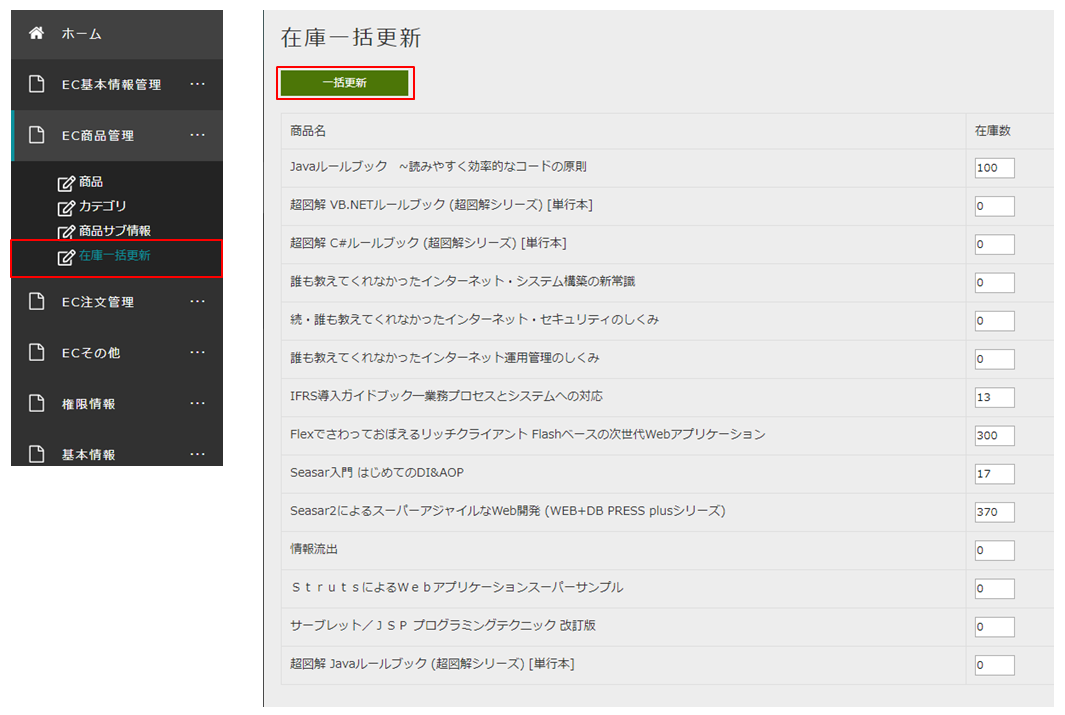 ホーム
EC基本情報管理 ...
EC商品管理 ...
商品
カテゴリ
商品サブ情報
在庫一括更新
EC注文管理 ...
ECその他 ...
権限情報 ...
基本情報 ...
在庫一括更新
一括更新
商品名 在庫数
Javaルールブック　~読みやすく効率的なコードの原則 100
超図解 VB.NETルールブック (超図解シリーズ) [単行本] 0
超図解 C#ルールブック (超図解シリーズ) [単行本] 0
誰も教えてくれなかったインターネット・システム構築の新常識 0
続・誰も教えてくれなかったインターネット・セキュリティのしくみ 0
誰も教えてくれなかったインターネット運用管理のしくみ 0
IFRS導入ガイドブック―業務プロセスとシステムへの対応 13
Flexでさわっておぼえるリッチクライアント Flashベースの次世代Webアプリケーション 300
Seasar入門 はじめてのDI&AOP 17
Seasar2によるスーパーアジャイルなWeb開発 (WEB+DB PRESS plusシリーズ) 370
情報流出 0
ＳｔｒｕｔｓによるＷｅｂアプリケーションスーパーサンプル 0
サーブレット／ＪＳＰ プログラミングテクニック 改訂版 0
超図解 Javaルールブック (超図解シリーズ) [単行本] 0